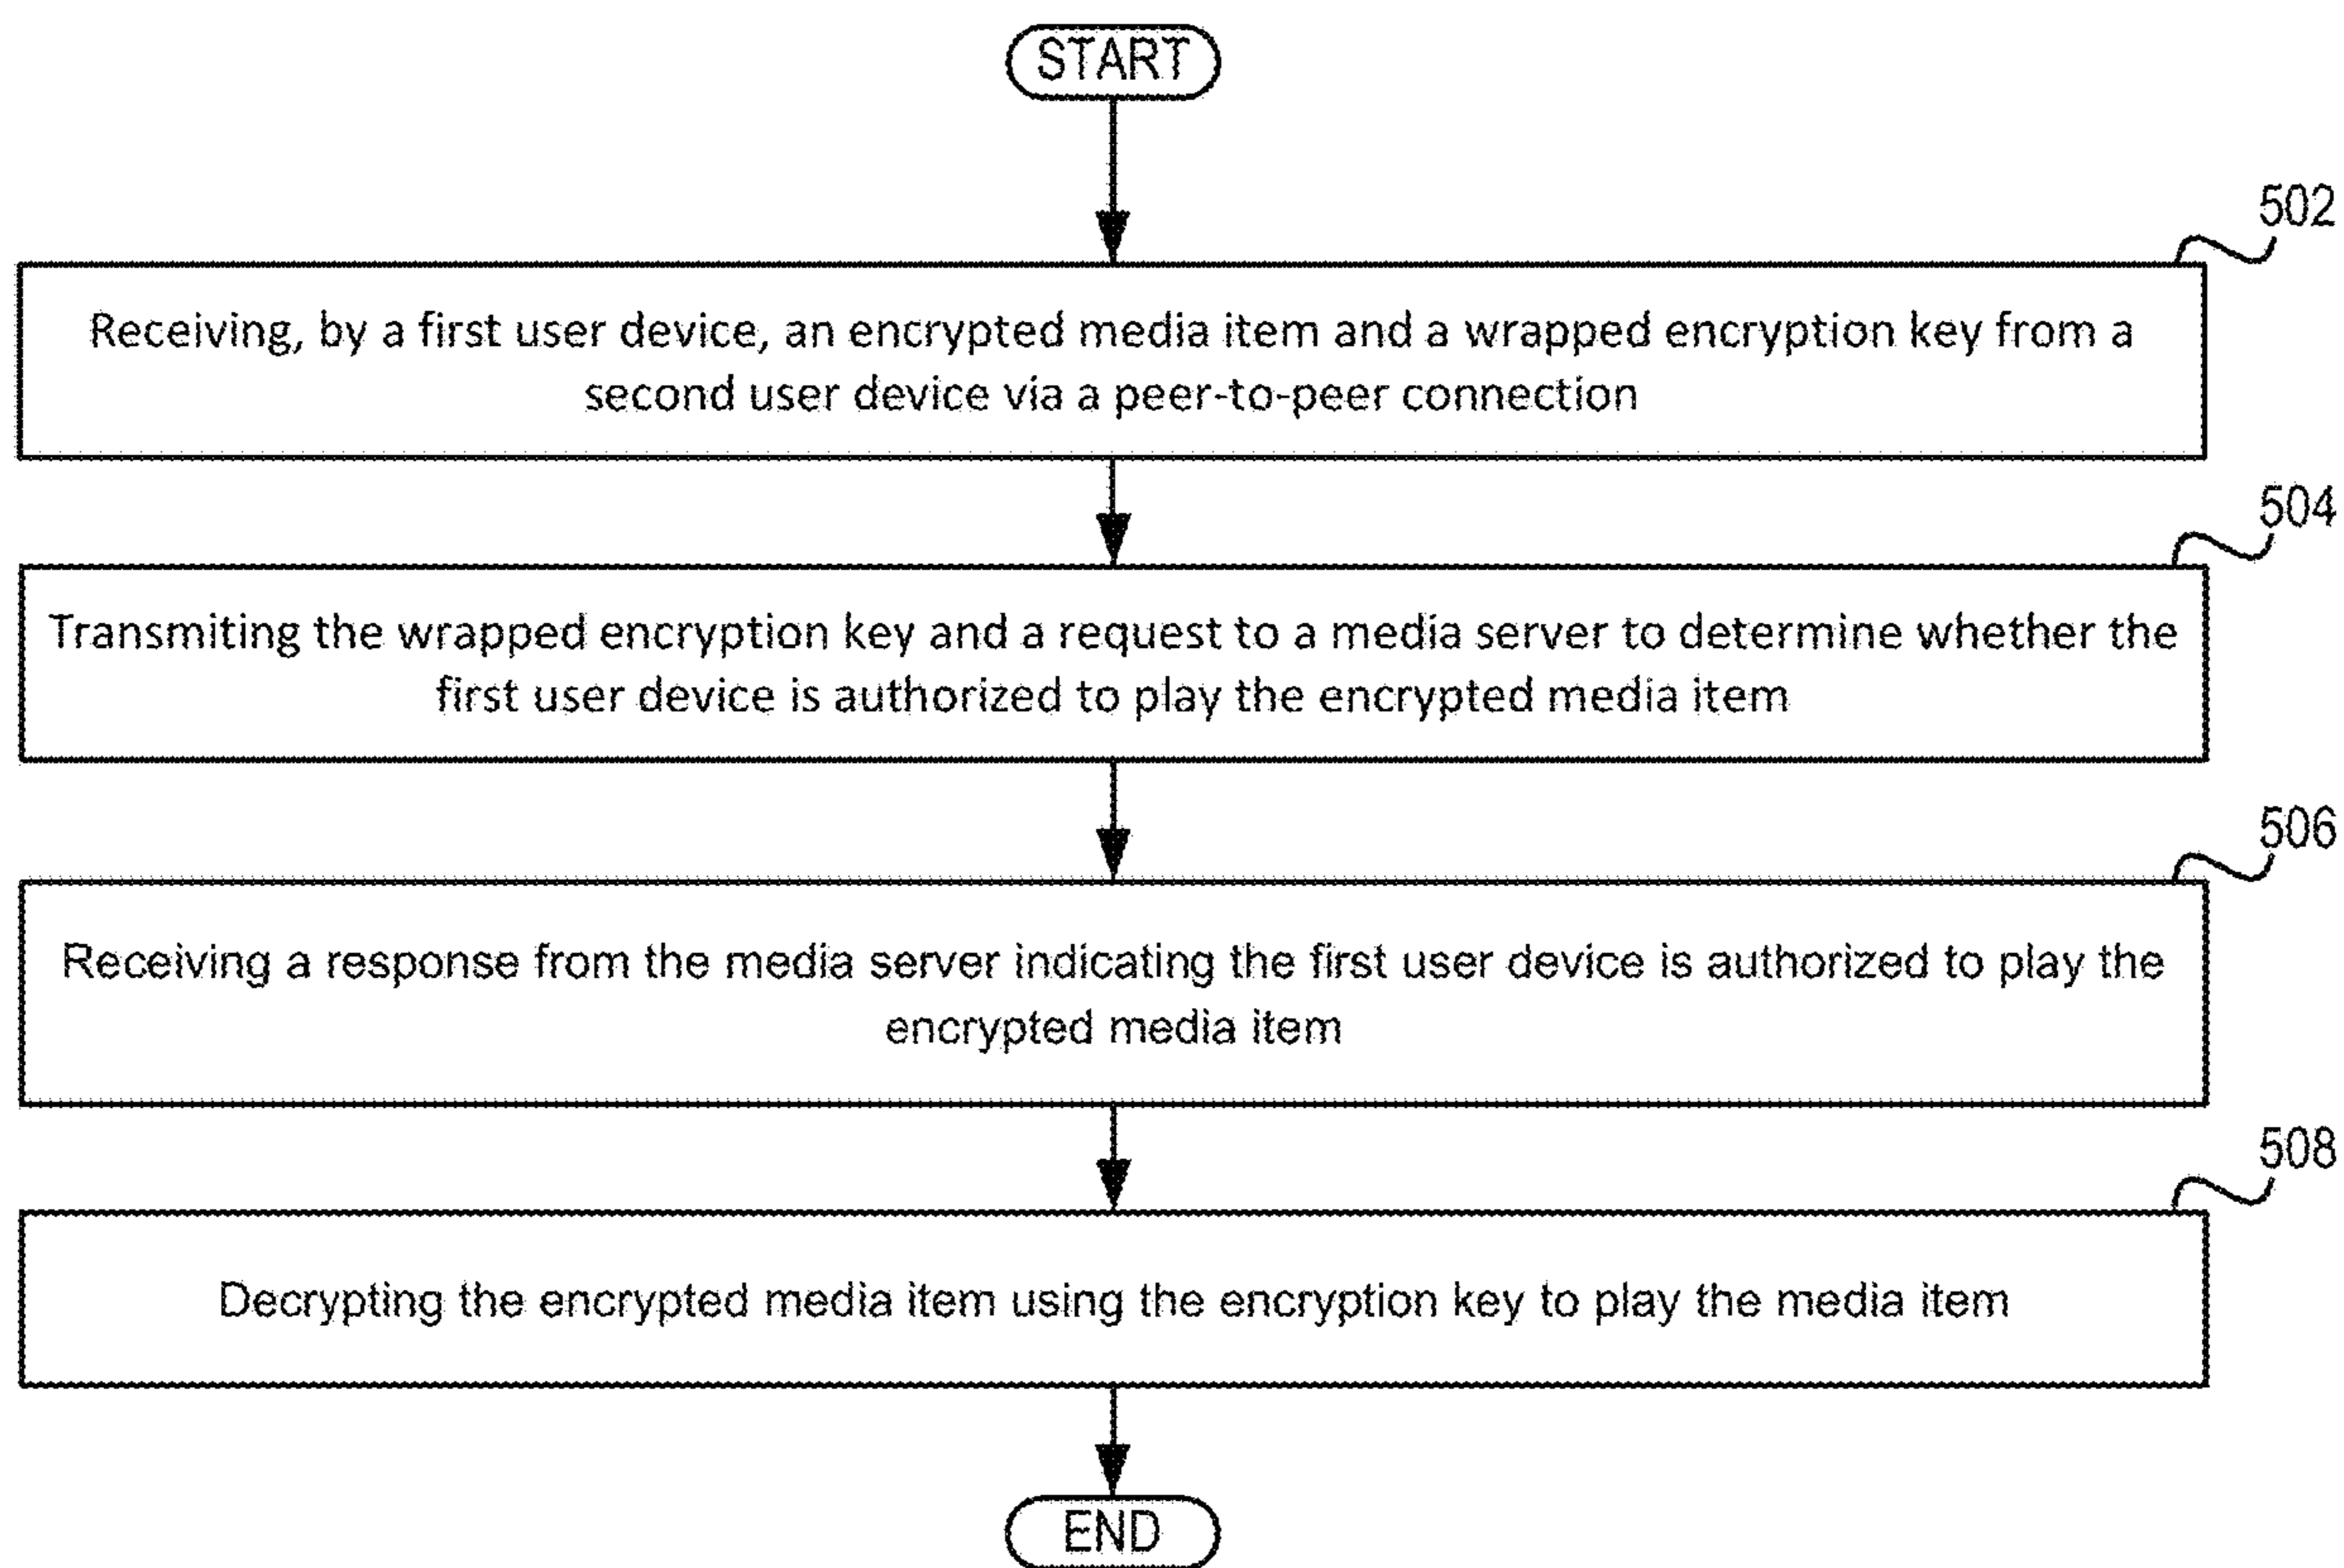 START
502
Receiving, by a first user device, an encrypted media item and a wrapped encryption key from a
second user device via a peer-to-peer connection
504
Transmiting the wrapped encryption key and a request to a media server to determine whether the
first user device is authorized to play the encrypted media item
506
Receiving a response from the media server indicating the first user device is authorized to play the
encrypted media item
508
Decrypting the encrypted media item using the encryption key to play the media item
END